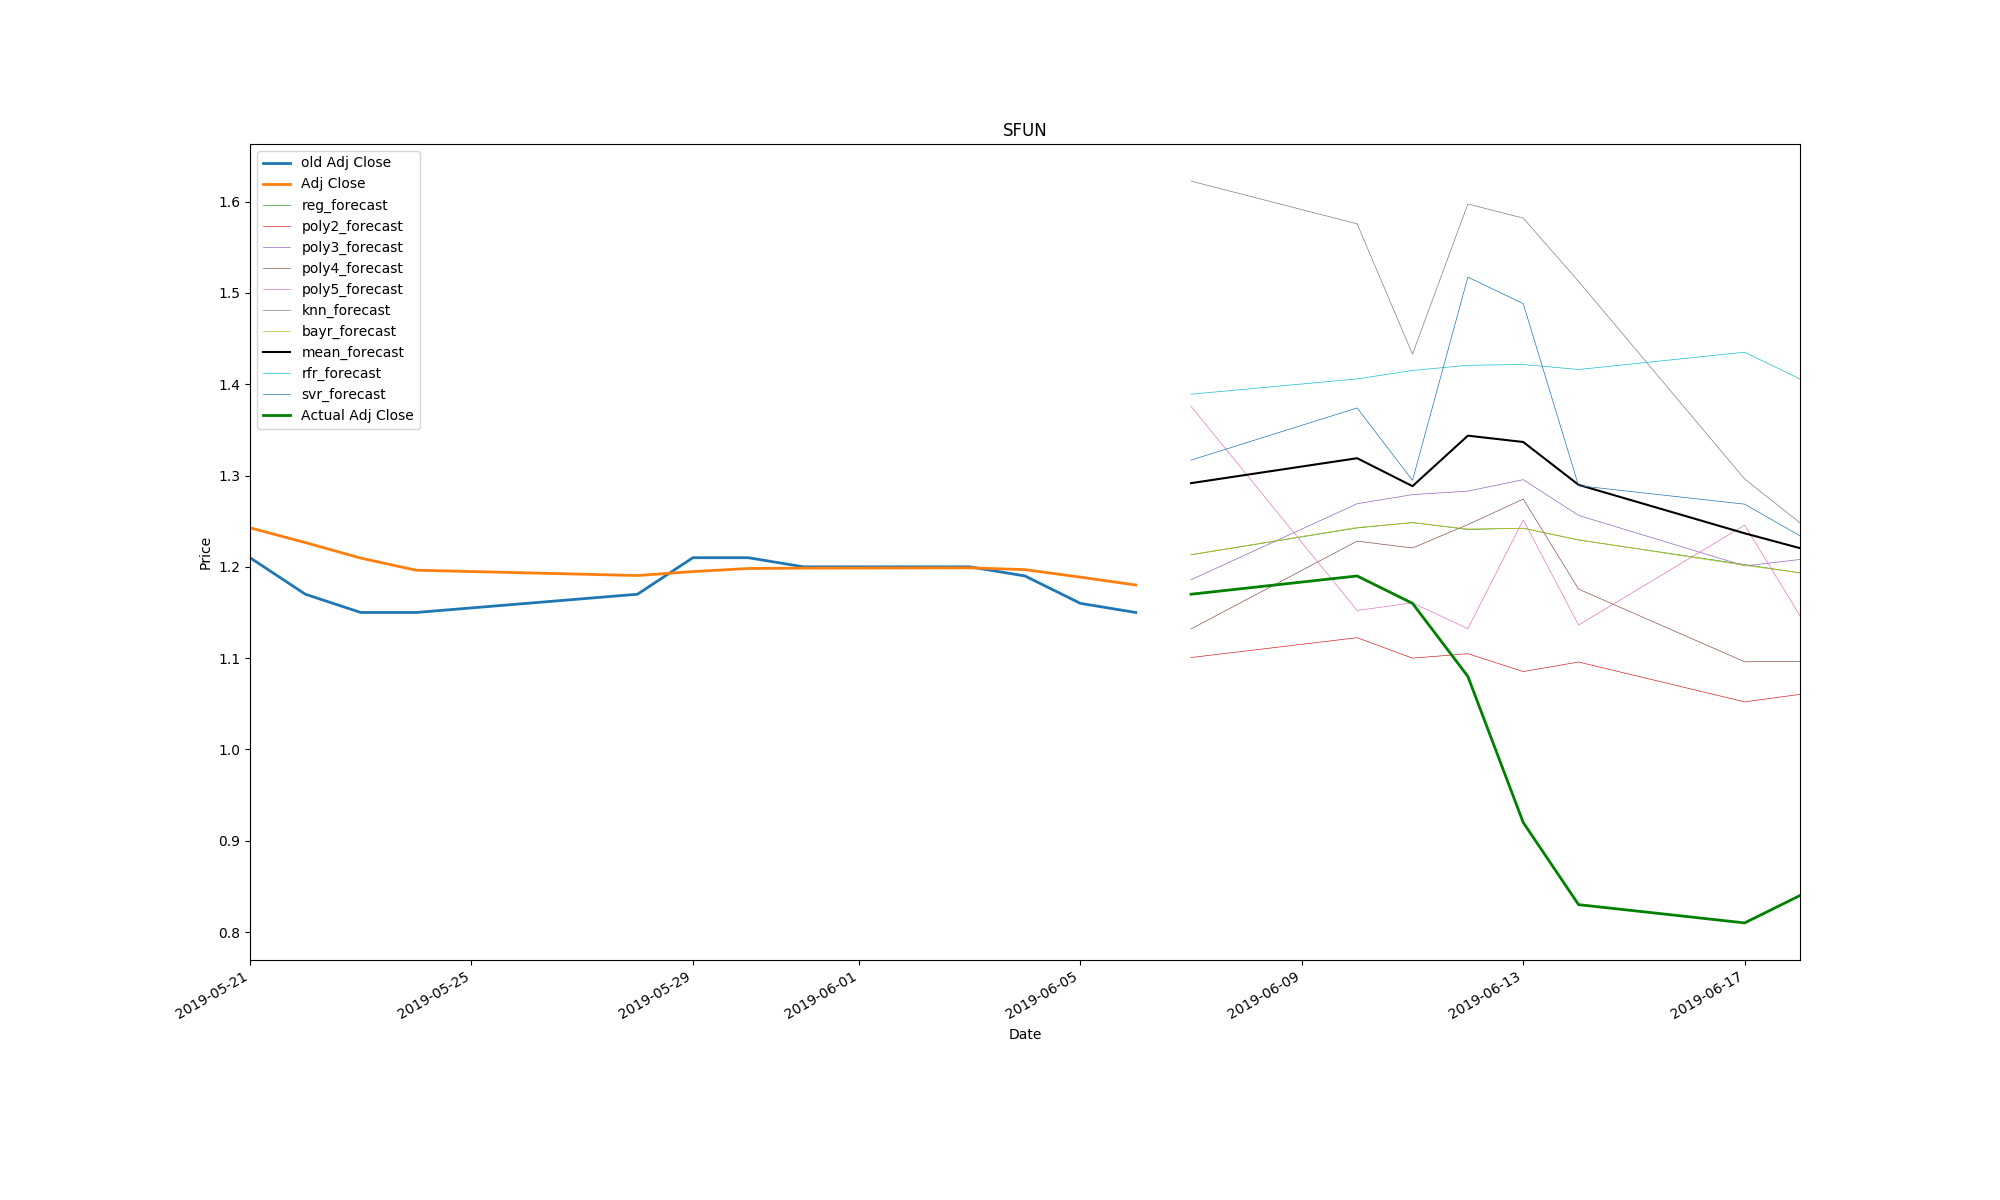 SFUN
old Adj Close
Adj Close
reg_forecast
poly2_forecast
poly3_forecast
poly4_forecast
poly5_forecast
knn_forecast
bayr_forecast
mean_forecast
rfr_forecast
svr_forecast
Actual Adj Close
1.6
1.5
1.4
1.3
1.2
1.1
1.0
0.9
0.8
Price
2019-05-21
2019-05-25
2019-05-29
2019-06-01
2019-06-05
2019-06-09
2019-06-13
2019-06-17
Date